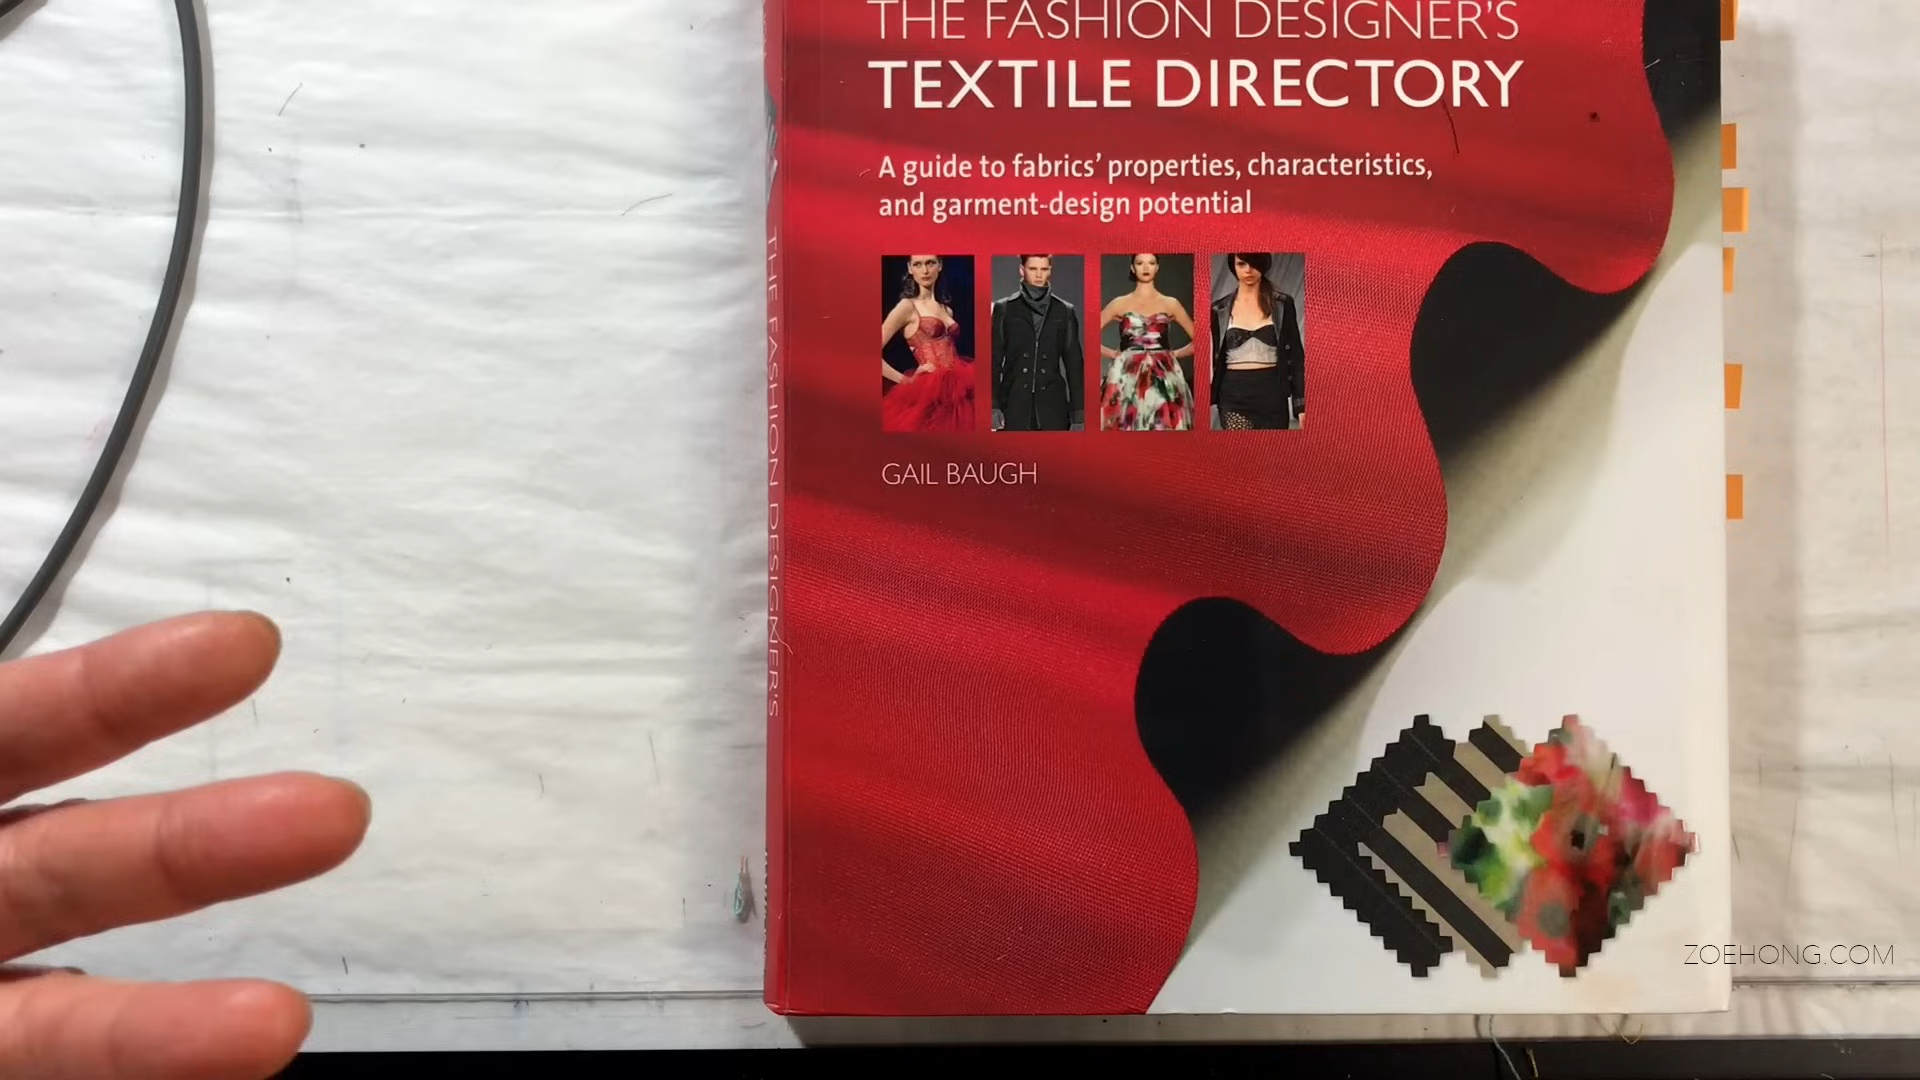 THE FASHION DESIGNER'S
TEXTILE DIRECTORY
A guide to fabrics' properties, characteristics,
and garment-design potential
GAIL BAUGH
THE FASHION DESIGNER'S
ZOEHONG.COM